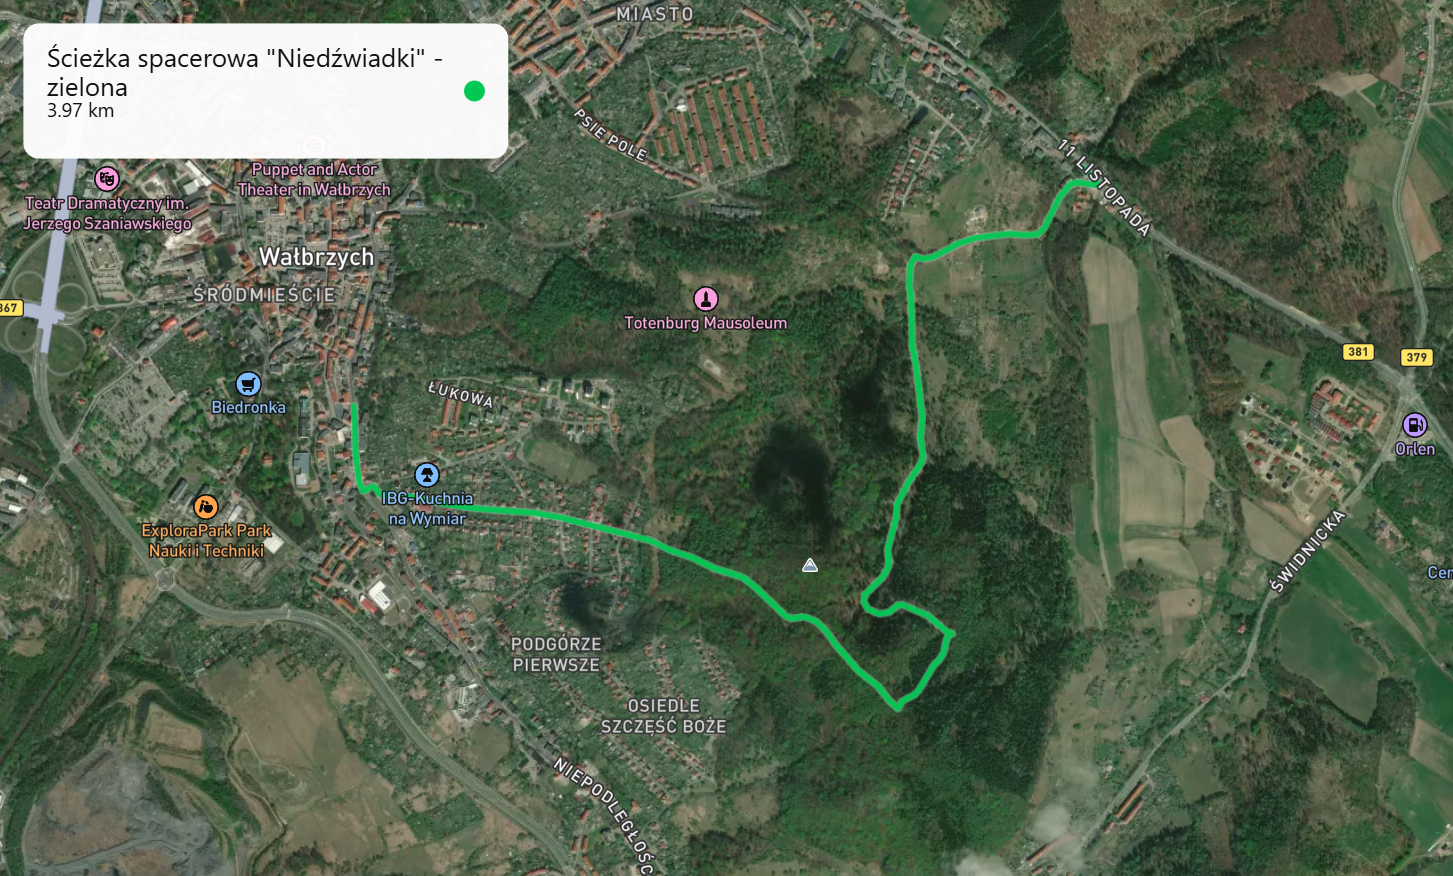 MIASTO
Ścieżka spacerowa "Niedźwiadki" -
zielona
3.97 km
PSIE POLE
11 LISTOPADA
Puppet and Actor
Theater in Wałbrzych
Teatr Dramatyczny im.
Jerzego Szaniawskiego
Wałbrzych
ŚRÓDMIEŚCIE
367
Totenburg Mausoleum
381
379
ŁUKOWA
Biedronka
Orlen
IBG-Kuchnia
na Wymiar
ExploraPark Park
Nauki i Techniki
ŚWIDNICKA
Cer
PODGÓRZE
PIERWSZE
OSIEDLE
SZCZĘŚĆ BOŻE
NIEPODLEGŁOŚC